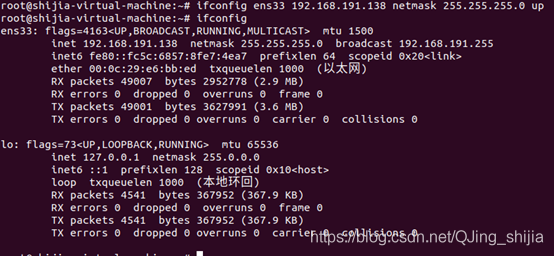 root@shijia-virtual-machine:~# ifconfig ens33 192.168.191.138 netmask 255.255.255.0 up
root@shijia-virtual-machine:~# ifconfig
ens33: flags=4163<UP,BROADCAST,RUNNING,MULTICAST>  mtu 1500
        inet 192.168.191.138  netmask 255.255.255.0  broadcast 192.168.191.255
        inet6 fe80::fc5c:6857:8fe7:4ea7  prefixlen 64  scopeid 0x20<link>
        ether 00:0c:29:e6:bb:ed  txqueuelen 1000  (以太网)
        RX packets 49007  bytes 2952778 (2.9 MB)
        RX errors 0  dropped 0  overruns 0  frame 0
        TX packets 49001  bytes 3627991 (3.6 MB)
        TX errors 0  dropped 0 overruns 0  carrier 0  collisions 0
lo: flags=73<UP,LOOPBACK,RUNNING>  mtu 65536
        inet 127.0.0.1  netmask 255.0.0.0
        inet6 ::1  prefixlen 128  scopeid 0x10<host>
        loop  txqueuelen 1000  (本地环回)
        RX packets 4541  bytes 367952 (367.9 KB)
        RX errors 0  dropped 0  overruns 0  frame 0
        TX packets 4541  bytes 367952 (367.9 KB)
        TX errors 0  dropped 0 overruns 0  carrier 0  collisions 0
https://blog.csdn.net/QJing_shijia